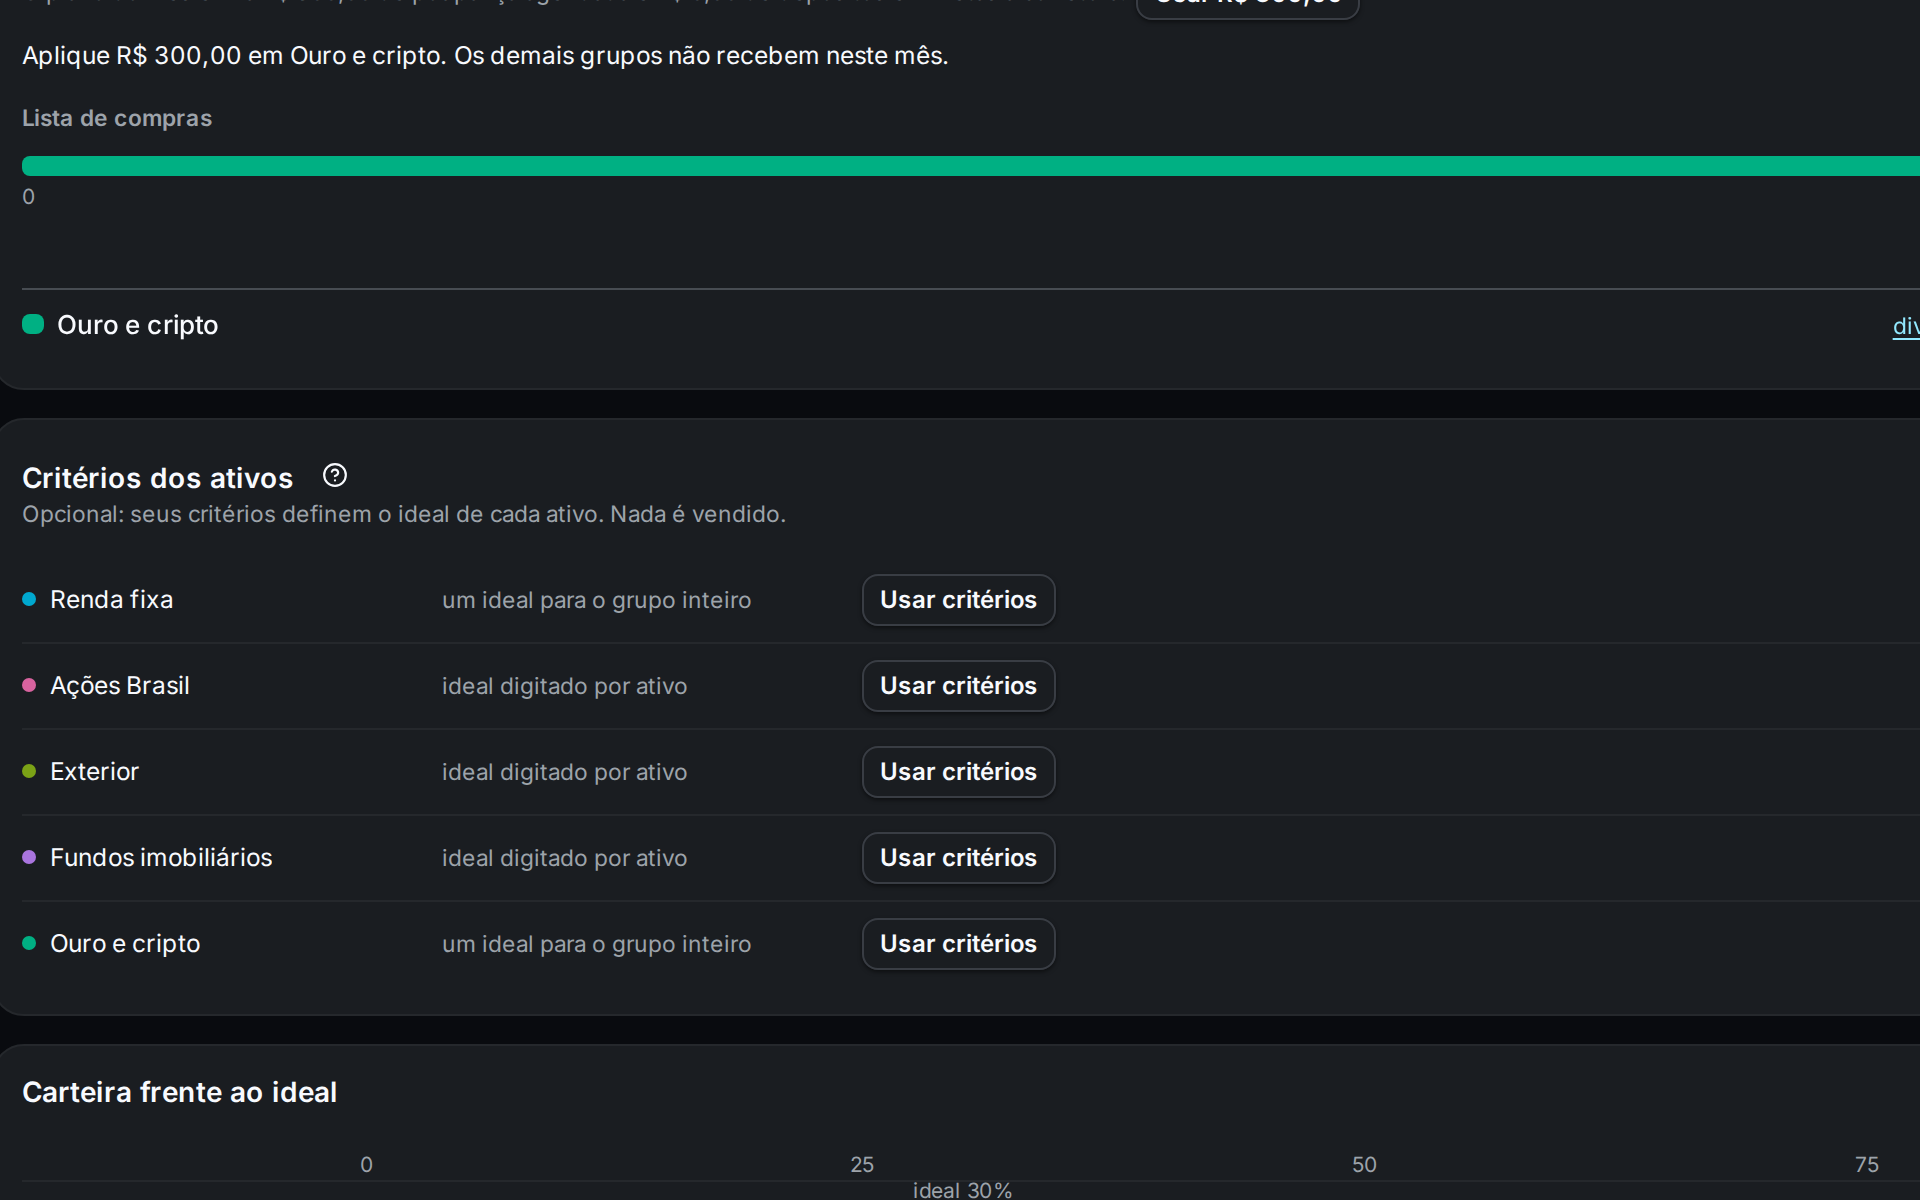 Aplique R$ 300,00 em Ouro e cripto. Os demais grupos não recebem neste mês.
Lista de compras
0
Ouro e cripto
Critérios dos ativos
Opcional: seus critérios definem o ideal de cada ativo. Nada é vendido.
Renda fixa um ideal para o grupo inteiro Usar critérios
Ações Brasil ideal digitado por ativo Usar critérios
Exterior ideal digitado por ativo Usar critérios
Fundos imobiliários ideal digitado por ativo Usar critérios
Ouro e cripto um ideal para o grupo inteiro Usar critérios
Carteira frente ao ideal
0 25 50 75
ideal 30%